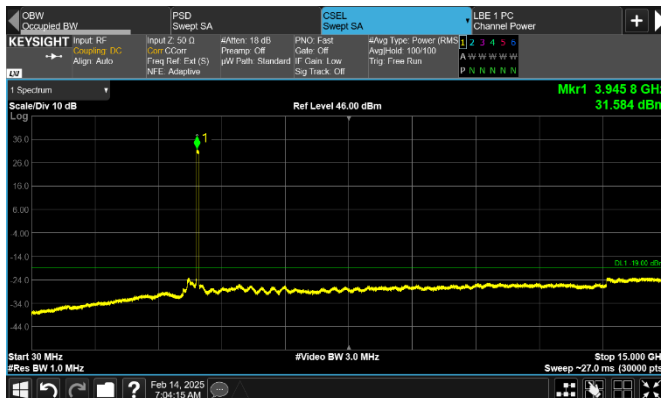 OBW
Occupied BW
PSD
Swept SA
CSEL
Swept SA
LBE 1 PC
Channel Power
+
KEYSIGHT
Input: RF
Coupling: DC
Align: Auto
Input Z: 50 Ω
Corr CCorr
Freq Ref: Ext (S)
NFE: Adaptive
#Atten: 18 dB
Preamp: Off
µW Path: Standard
PNO: Fast
Gate: Off
IF Gain: Low
Sig Track: Off
#Avg Type: Power (RMS
Avg|Hold: 100/100
Trig: Free Run
1 2 3 4 5 6
A W W W W W
P N N N N N
LV
1 Spectrum
Scale/Div 10 dB
Ref Level 46.00 dBm
Mkr1 3.945 8 GHz
31.584 dBm
Log
36.0
26.0
16.0
6.00
-4.00
-14.0
-24.0
-34.0
-44.0
1
DL1 -19.00 dBm
Start 30 MHz
#Video BW 3.0 MHz
Stop 15.000 GH
#Res BW 1.0 MHz
Sweep ~27.0 ms (30000 pts
?
Feb 14, 2025
7:04:15 AM